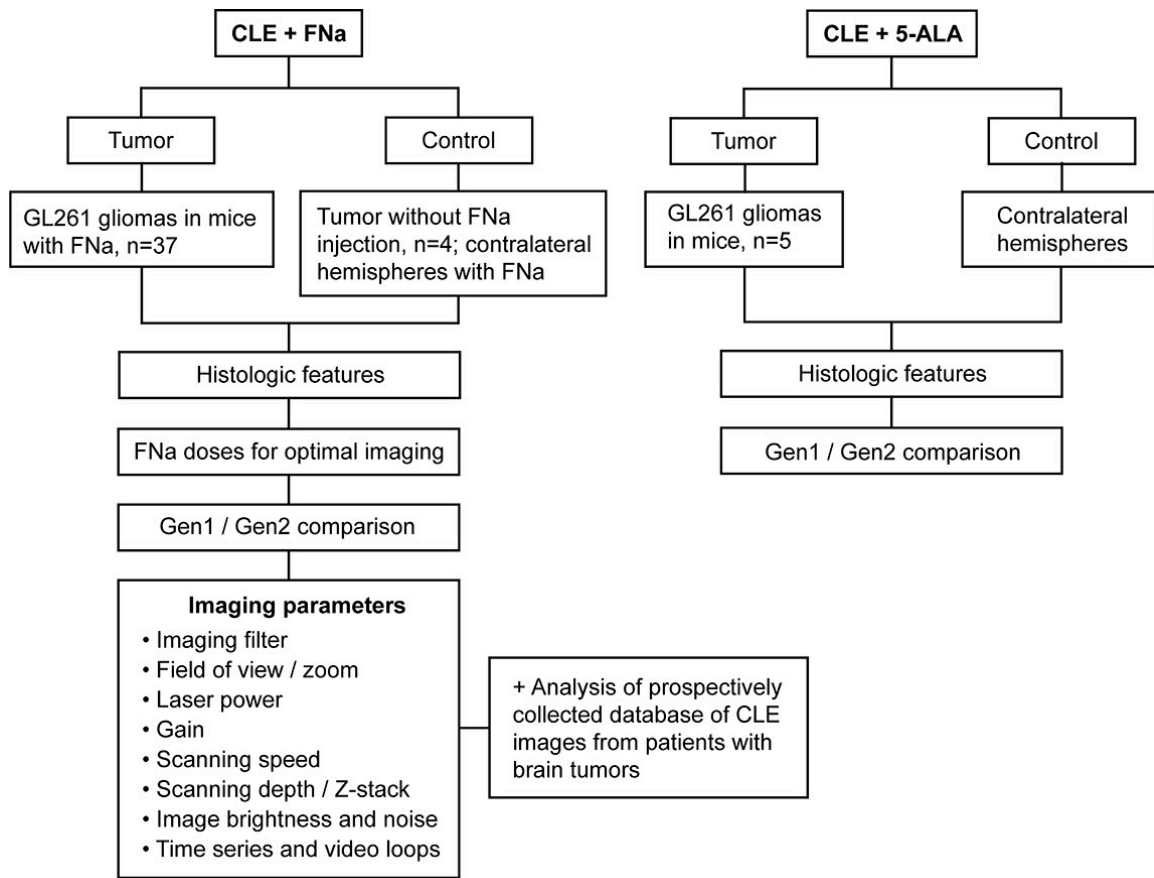 CLE + FNa
Tumor
Control
GL261 gliomas in mice
with FNa, n=37
Tumor without FNa
injection, n=4; contralateral
hemispheres with FNa
Histologic features
FNa doses for optimal imaging
Gen1 / Gen2 comparison
Imaging parameters
• Imaging filter
• Field of view / zoom
• Laser power
• Gain
• Scanning speed
• Scanning depth / Z-stack
• Image brightness and noise
• Time series and video loops
+ Analysis of prospectively
collected database of CLE
images from patients with
brain tumors
CLE + 5-ALA
Tumor
Control
GL261 gliomas
in mice, n=5
Contralateral
hemispheres
Histologic features
Gen1 / Gen2 comparison